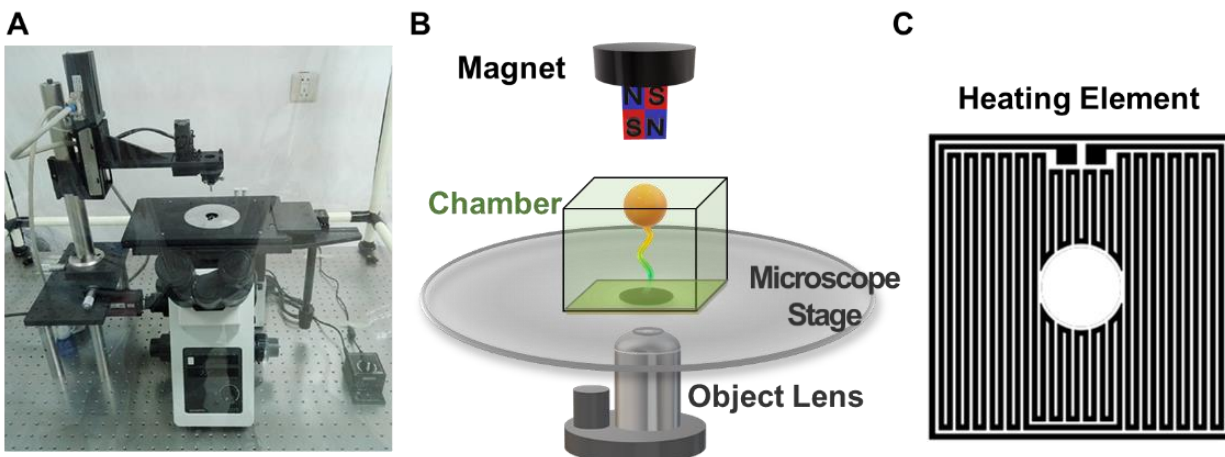 A
B
C
Magnet
N S
S N
Heating Element
Chamber
Microscope
Stage
Object Lens